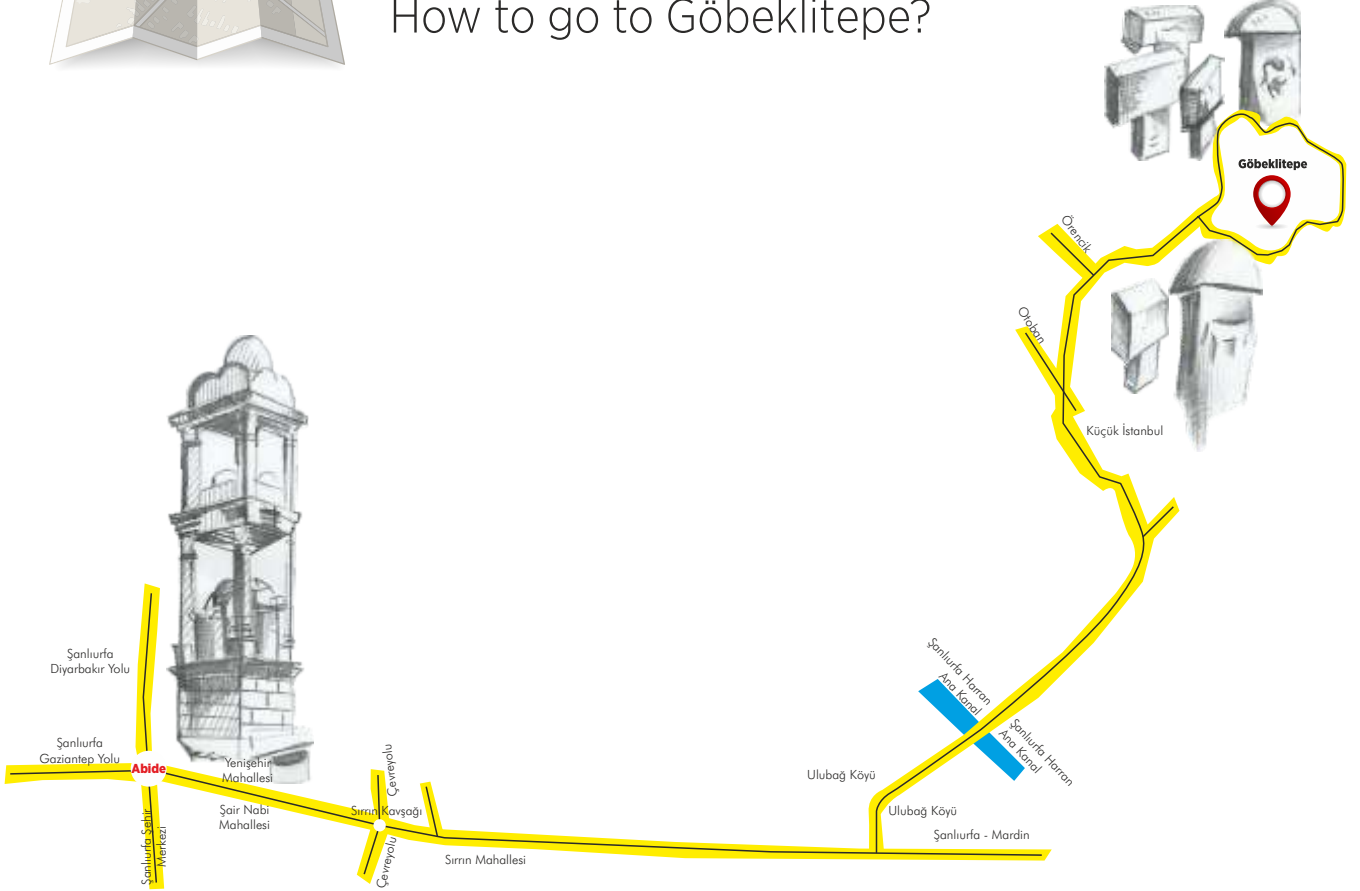 How to go to Göbeklitepe?
Göbeklitepe
Örencik
Otoban
Küçük İstanbul
Şanlıurfa Harran
Ana Kanal
Şanlıurfa Harran
Ana Kanal
Şanlıurfa
Diyarbakır Yolu
Şanlıurfa
Gaziantep Yolu
Abide
Yenişehir
Mahallesi
Şair Nabi
Mahallesi
Şanlıurfa Şehir
Merkezi
Çevreyolu
Sırrın Kavşağı
Çevreyolu
Sırrın Mahallesi
Ulubağ Köyü
Ulubağ Köyü
Şanlıurfa - Mardin